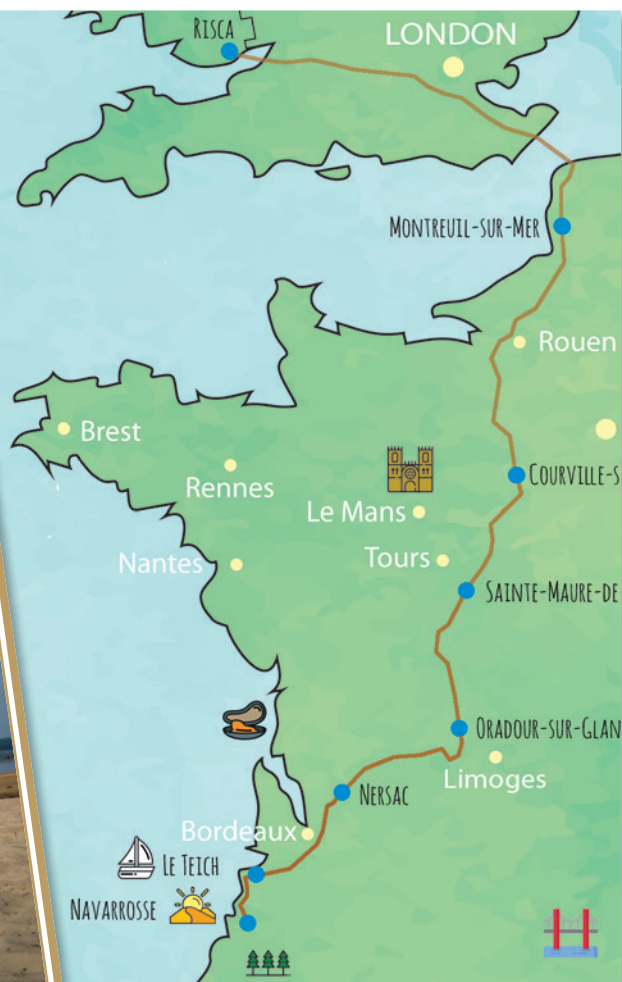 RISCA
LONDON
MONTREUIL-SUR-MER
Rouen
Brest
COURVILLE-S
Rennes
Le Mans
Nantes
Tours
SAINTE-MAURE-DE
ORADOUR-SUR-GLAN
Limoges
NERSAC
Bordeaux
LE TEICH
NAVARROSSE